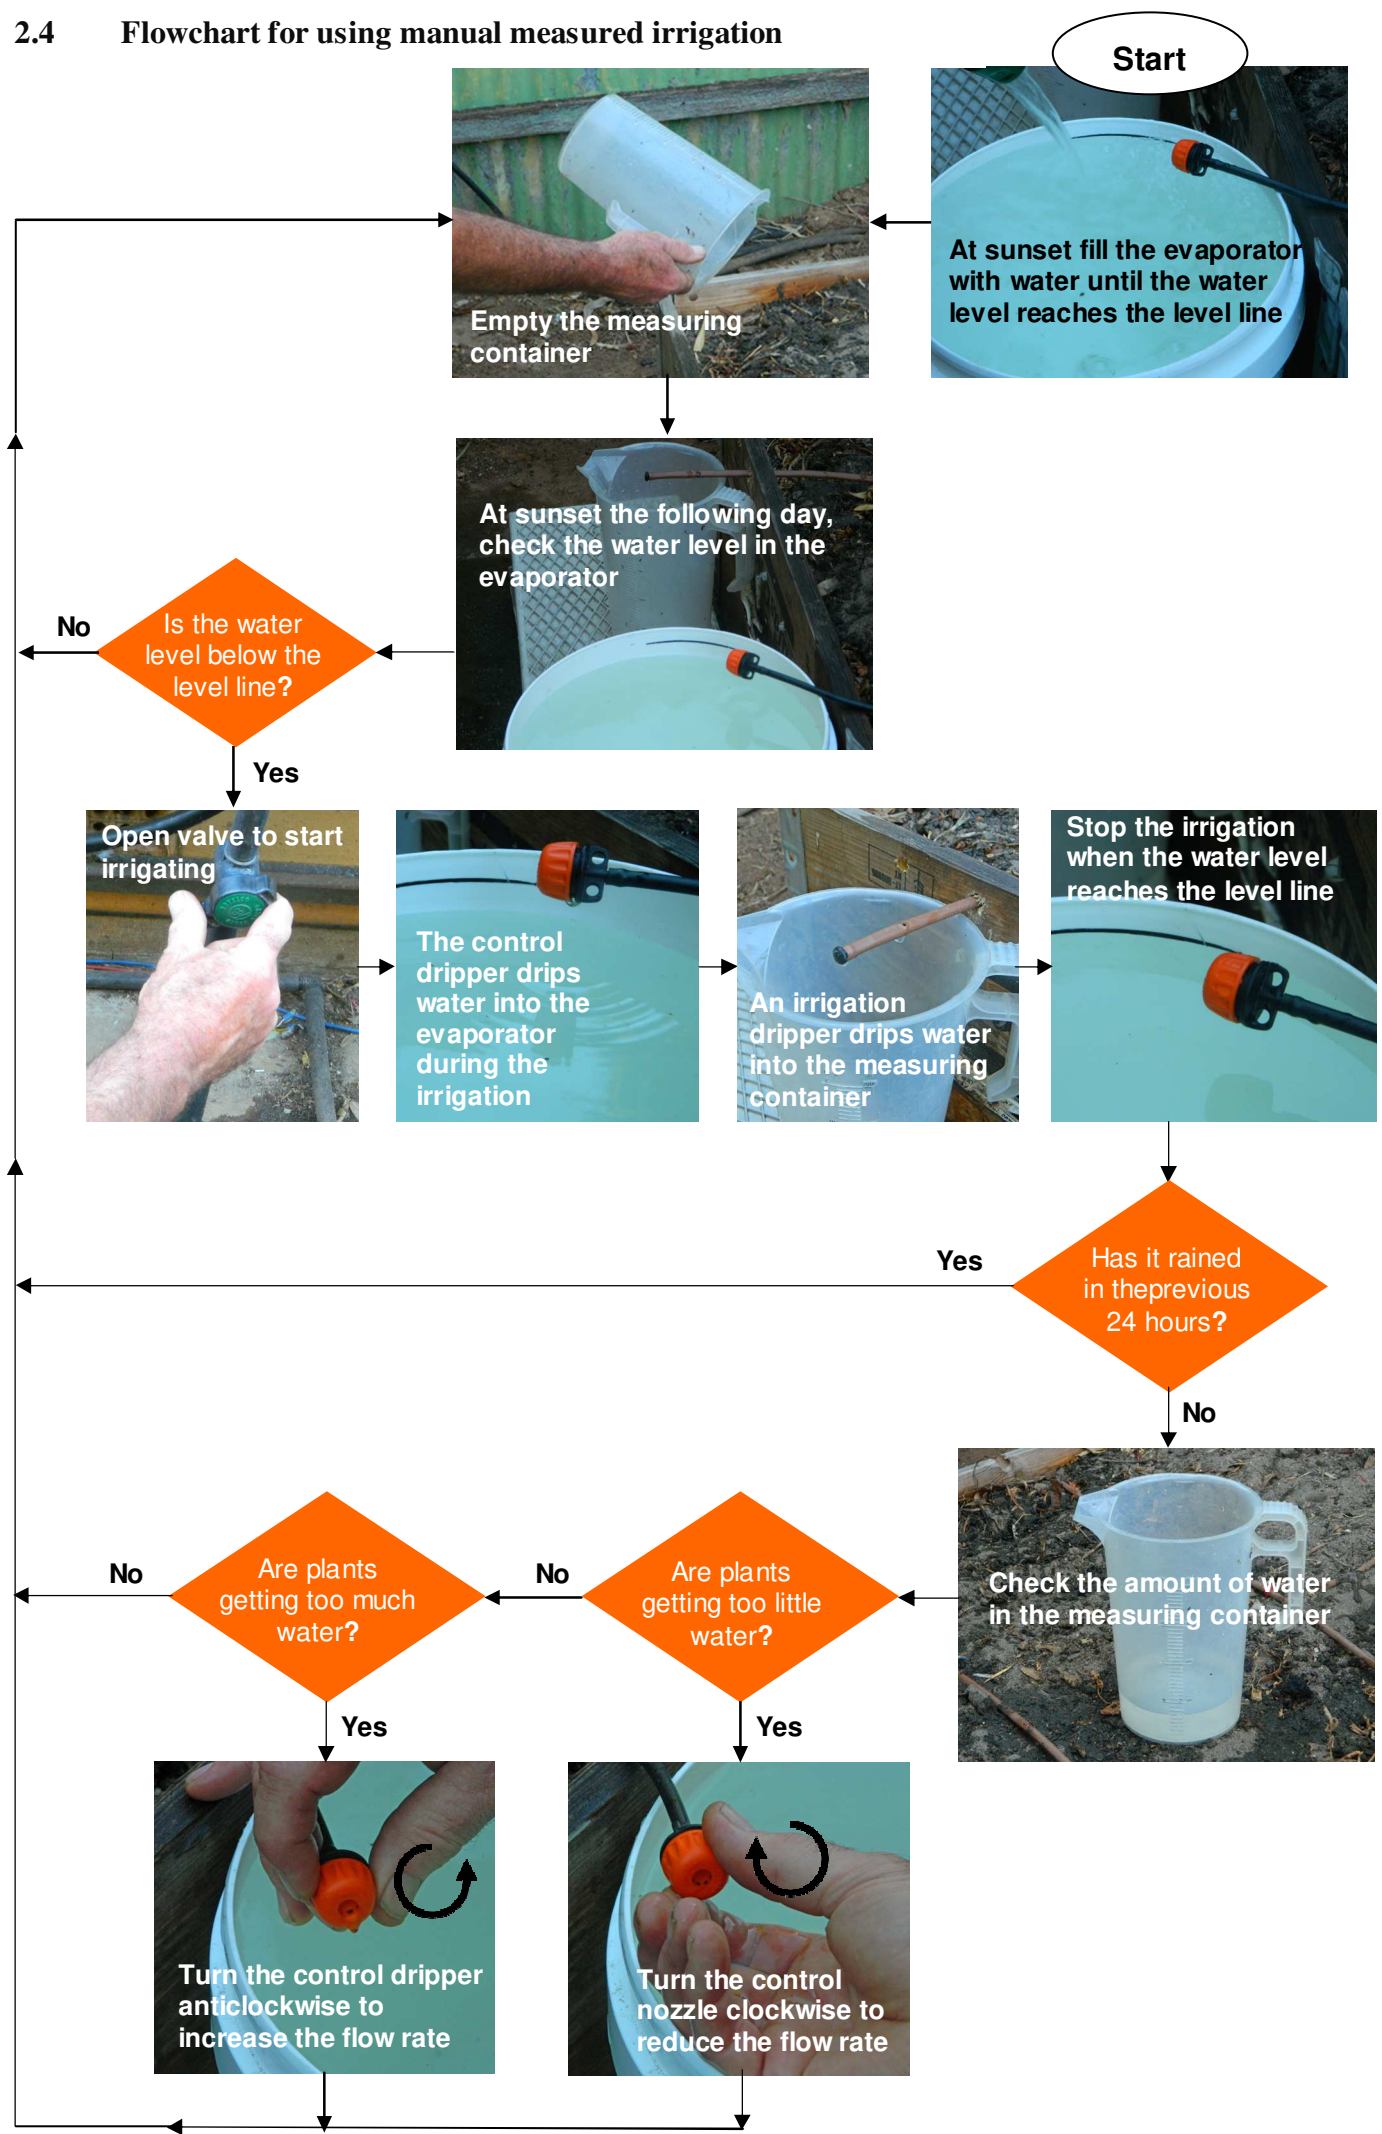 2.4 Flowchart for using manual measured irrigation
Start
At sunset fill the evaporator
with water until the water
level reaches the level line
Empty the measuring
container
At sunset the following day,
check the water level in the
evaporator
Is the water
level below the
level line?
No
Yes
Open valve to start
irrigating
The control
dripper drips
water into the
evaporator
during the
irrigation
An irrigation
dripper drips water
into the measuring
container
Stop the irrigation
when the water level
reaches the level line
Has it rained
in theprevious
24 hours?
Yes
No
Check the amount of water
in the measuring container
Are plants
getting too little
water?
No
Yes
Are plants
getting too much
water?
No
Yes
Turn the control dripper
anticlockwise to
increase the flow rate
Turn the control
nozzle clockwise to
reduce the flow rate